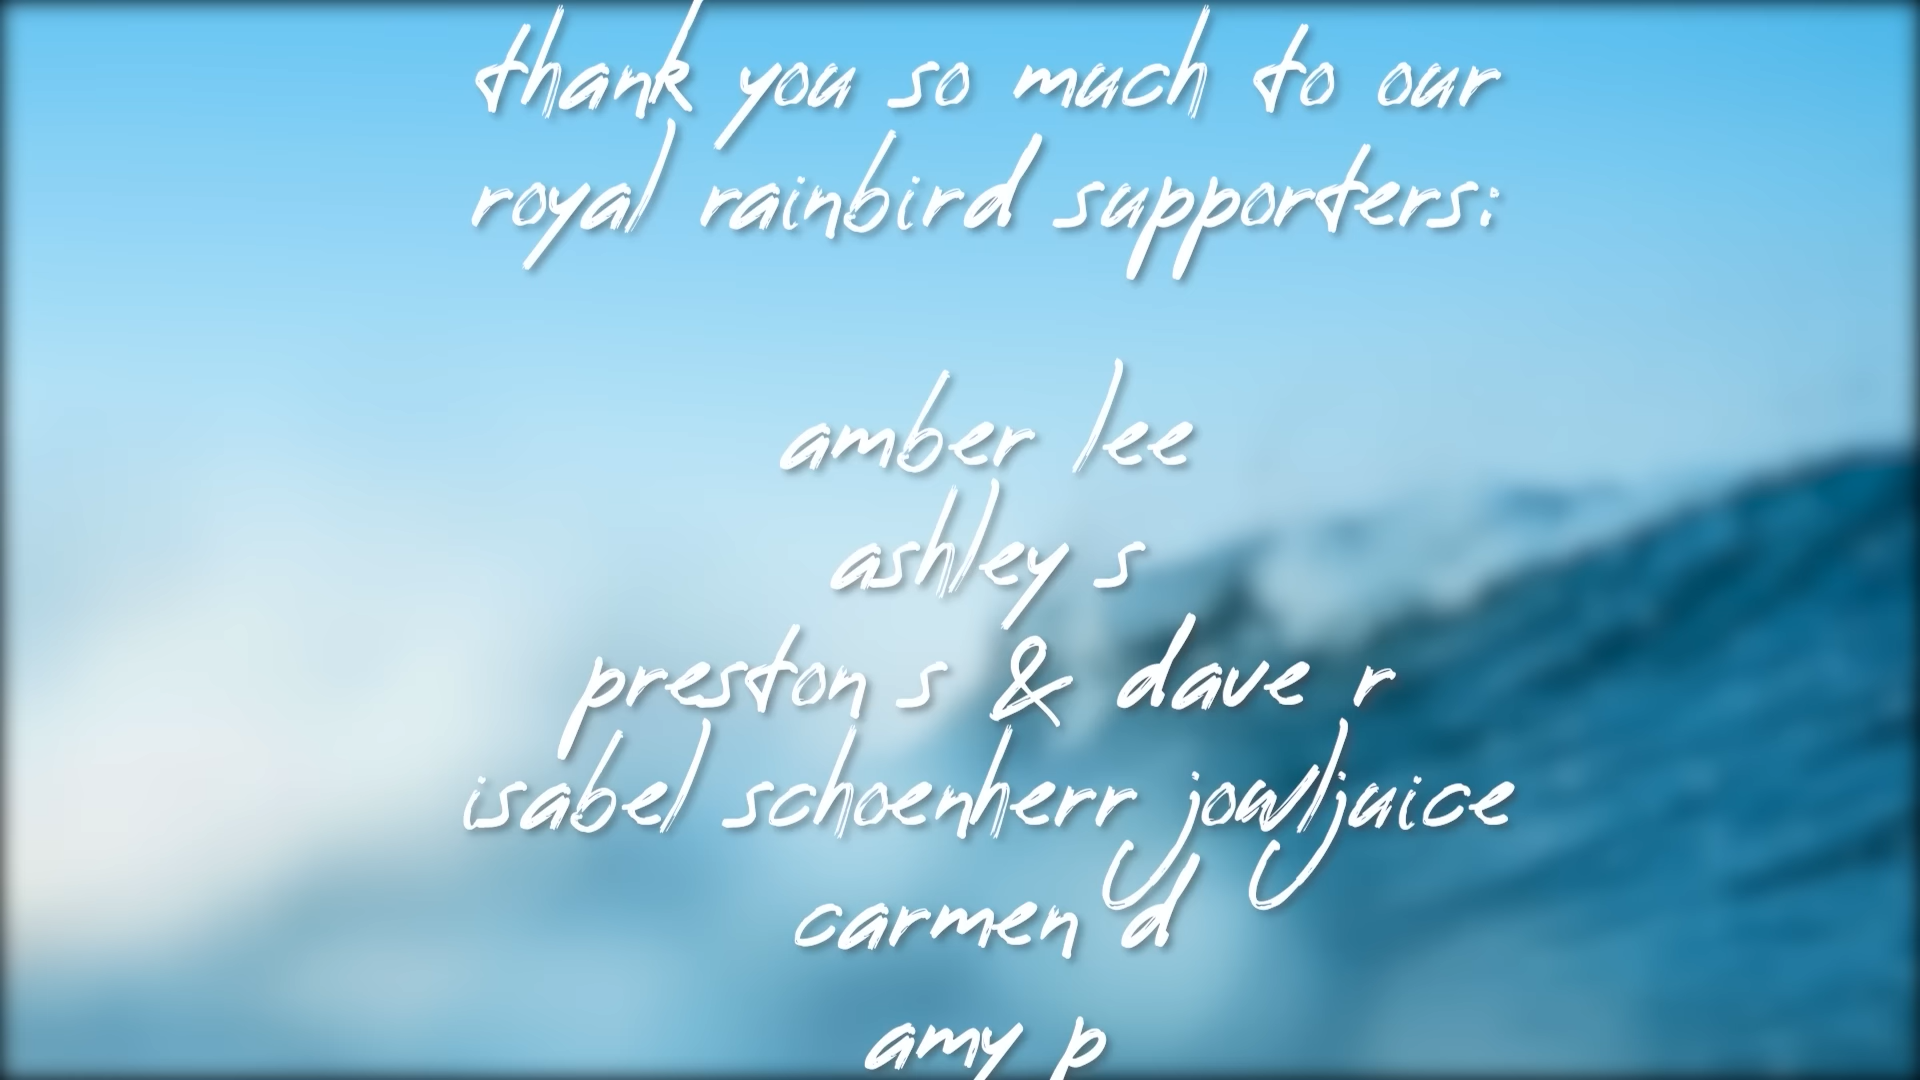 thank you so much to our
royal rainbird supporters:
amber lee
ashley s
preston s & dave r
isabel schoenherr jowljuice
carmen d
amy p